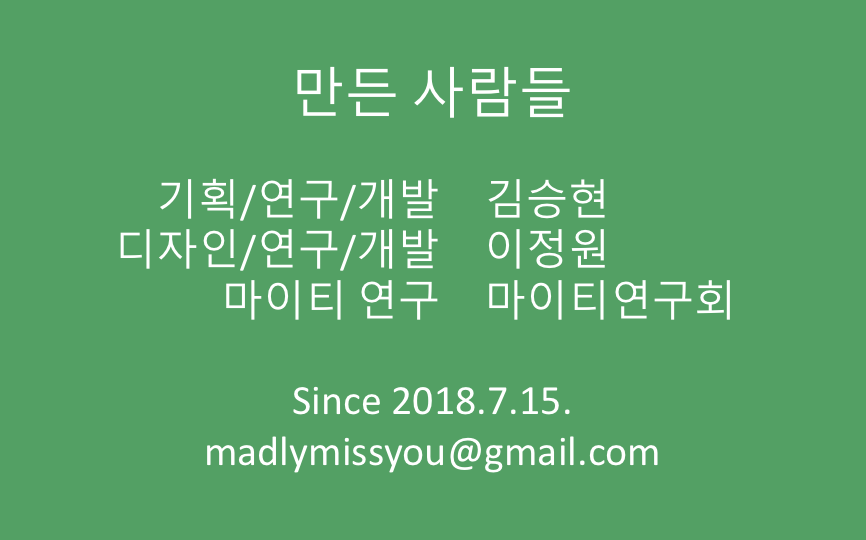 만든 사람들
기획/연구/개발 김승현
디자인/연구/개발 이정원
마이티 연구 마이티연구회
Since 2018.7.15.
madlymissyou@gmail.com